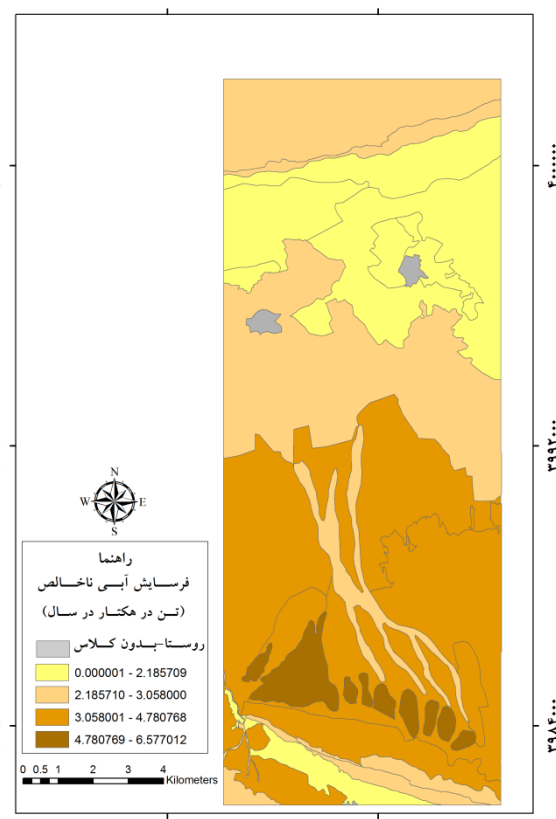 ۴۰۰۰۰۰۰
۳۹۹۲۰۰۰
۳۹۸۴۰۰۰
N
W E
S
راهنما
فرسایش آبی ناخالص
(تن در هکتار در سال)
روستا-بدون کلاس
0.000001 - 2.185709
2.185710 - 3.058000
3.058001 - 4.780768
4.780769 - 6.577012
0 0.5 1 2 3 4
Kilometers